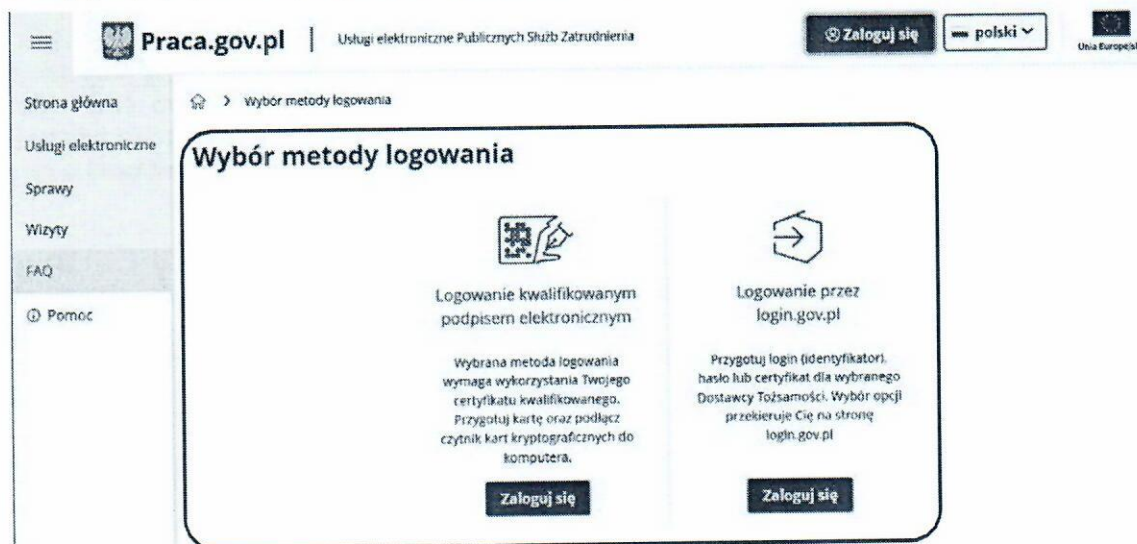 Praca.gov.pl
Usługi elektroniczne Publicznych Służb Zatrudnienia
Zaloguj się
polski
Strona główna
Usługi elektroniczne
Sprawy
Wizyty
FAQ
Pomoc
Wybór metody logowania
Wybór metody logowania
Logowanie kwalifikowanym
podpisem elektronicznym
Wybrana metoda logowania
wymaga wykorzystania Twojego
certyfikatu kwalifikowanego.
Przygotuj kartę oraz podłącz
czytnik kart kryptograficznych do
komputera.
Zaloguj się
Logowanie przez
login.gov.pl
Przygotuj login (identyfikator),
hasło lub certyfikat dla wybranego
Dostawcy Tożsamości. Wybór opcji
przekieruje Cię na stronę
login.gov.pl
Zaloguj się